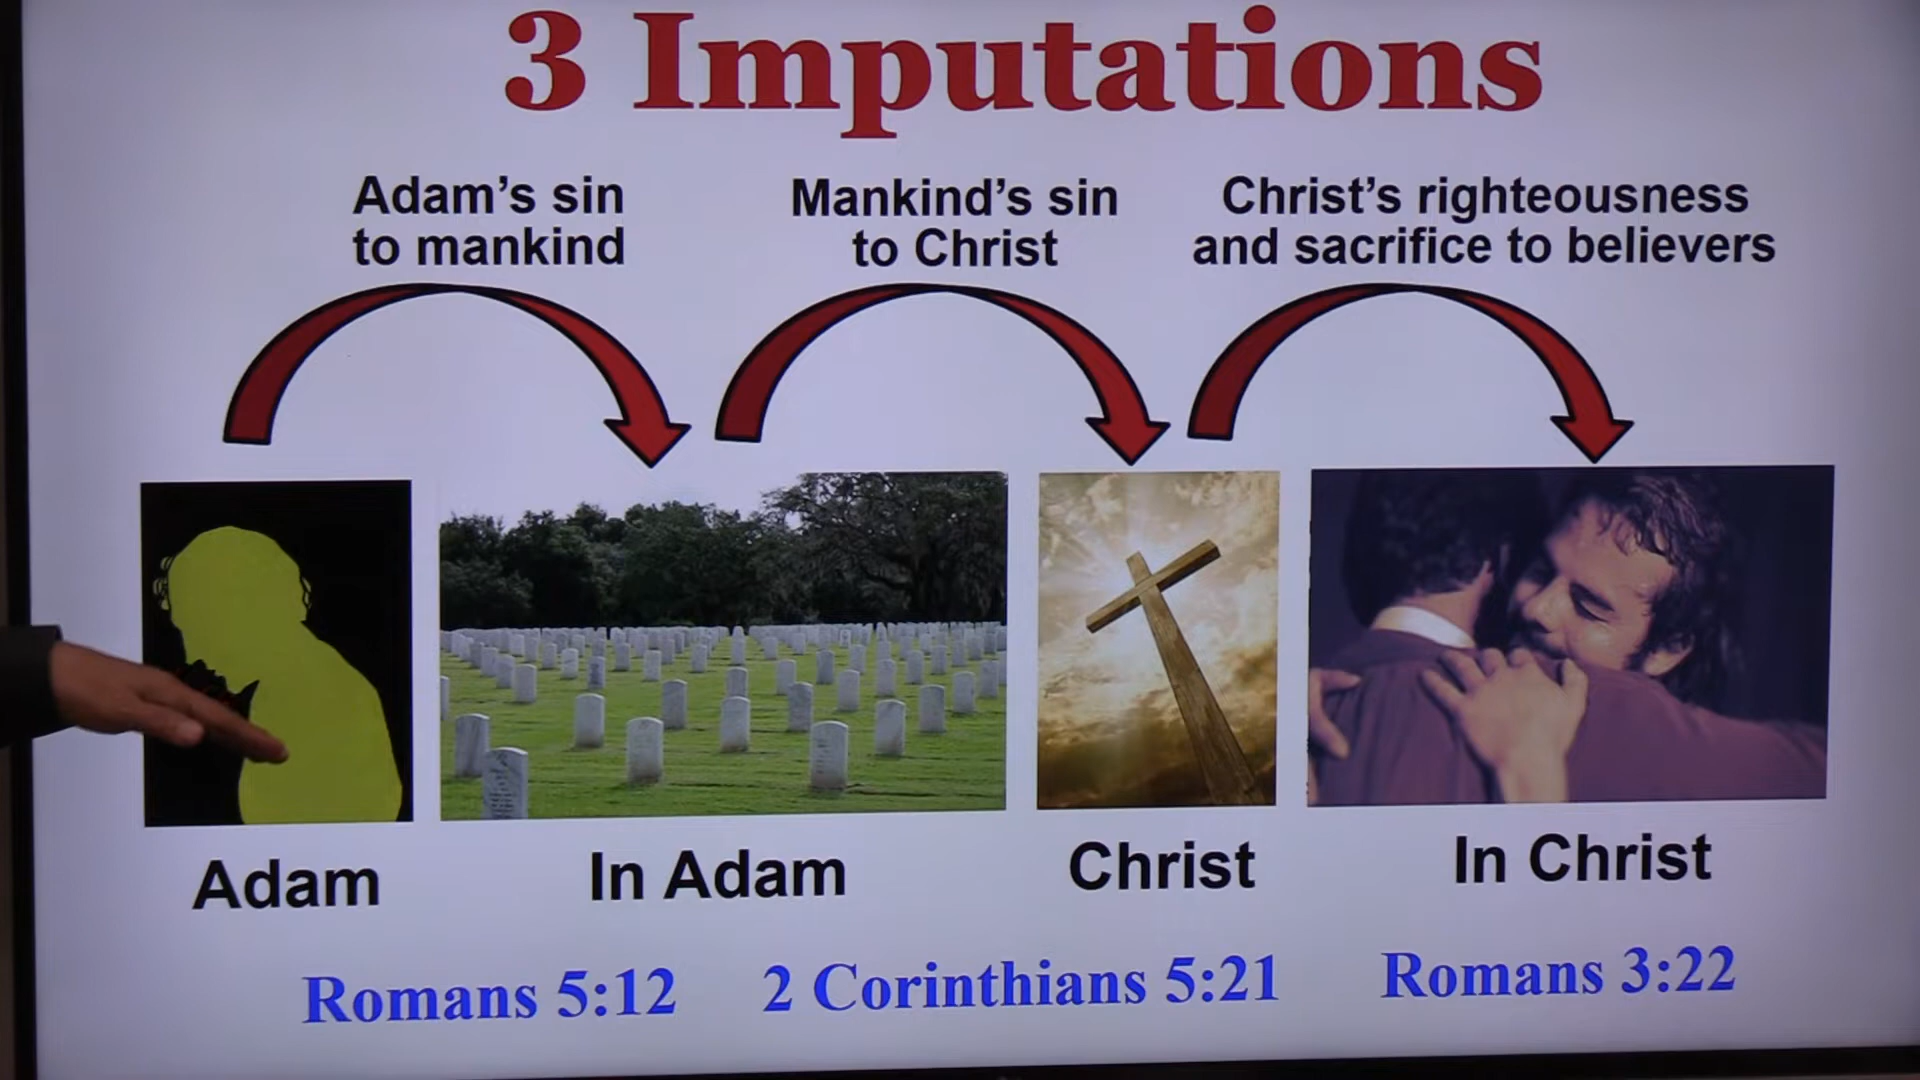 3 Imputations
Adam's sin
to mankind
Mankind's sin
to Christ
Christ's righteousness
and sacrifice to believers
Adam
In Adam
Christ
In Christ
Romans 5:12
2 Corinthians 5:21
Romans 3:22